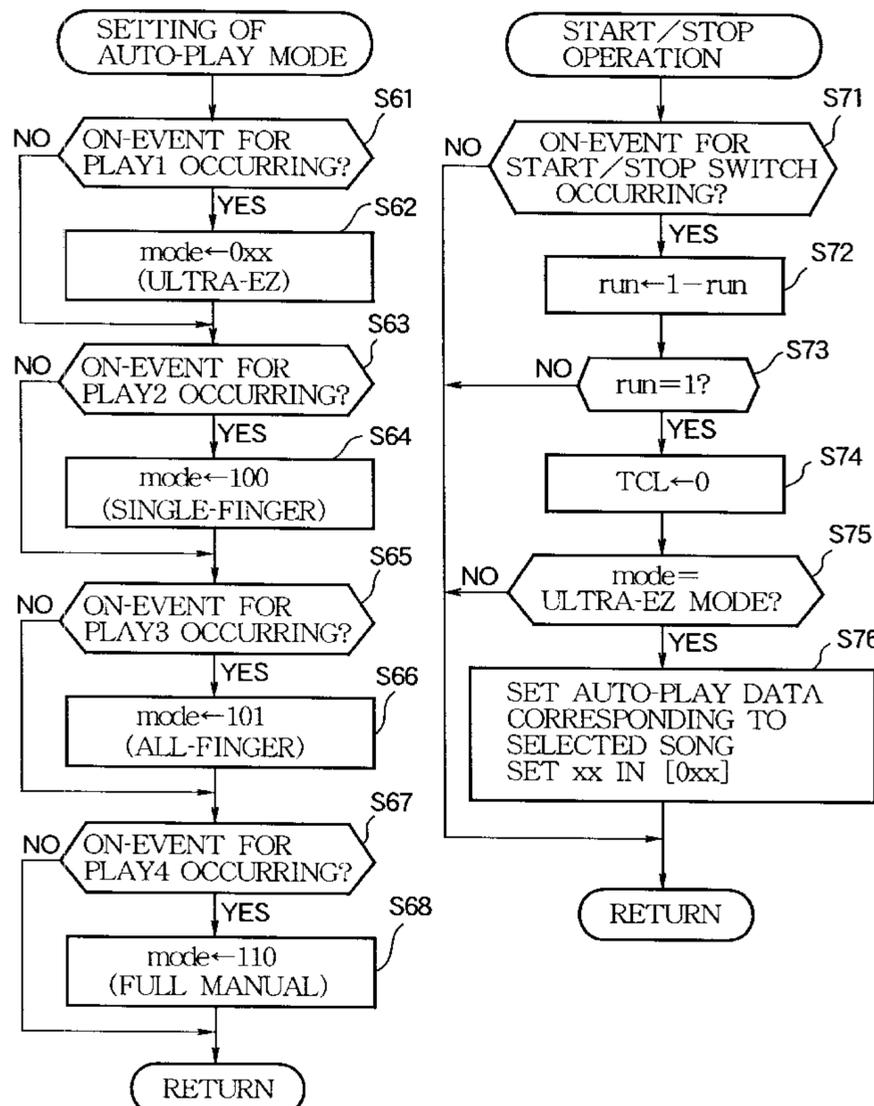 SETTING OF
AUTO-PLAY MODE
S61
NO
ON-EVENT FOR
PLAY1 OCCURRING?
YES
S62
mode←0xx
(ULTRA-EZ)
S63
NO
ON-EVENT FOR
PLAY2 OCCURRING?
YES
S64
mode←100
(SINGLE-FINGER)
S65
NO
ON-EVENT FOR
PLAY3 OCCURRING?
YES
S66
mode←101
(ALL-FINGER)
S67
NO
ON-EVENT FOR
PLAY4 OCCURRING?
YES
S68
mode←110
(FULL MANUAL)
RETURN
START/STOP
OPERATION
S71
NO
ON-EVENT FOR
START/STOP SWITCH
OCCURRING?
YES
S72
run←1−run
S73
NO
run=1?
YES
S74
TCL←0
S75
NO
mode=
ULTRA-EZ MODE?
YES
S76
SET AUTO-PLAY DATA
CORRESPONDING TO
SELECTED SONG
SET xx IN [0xx]
RETURN